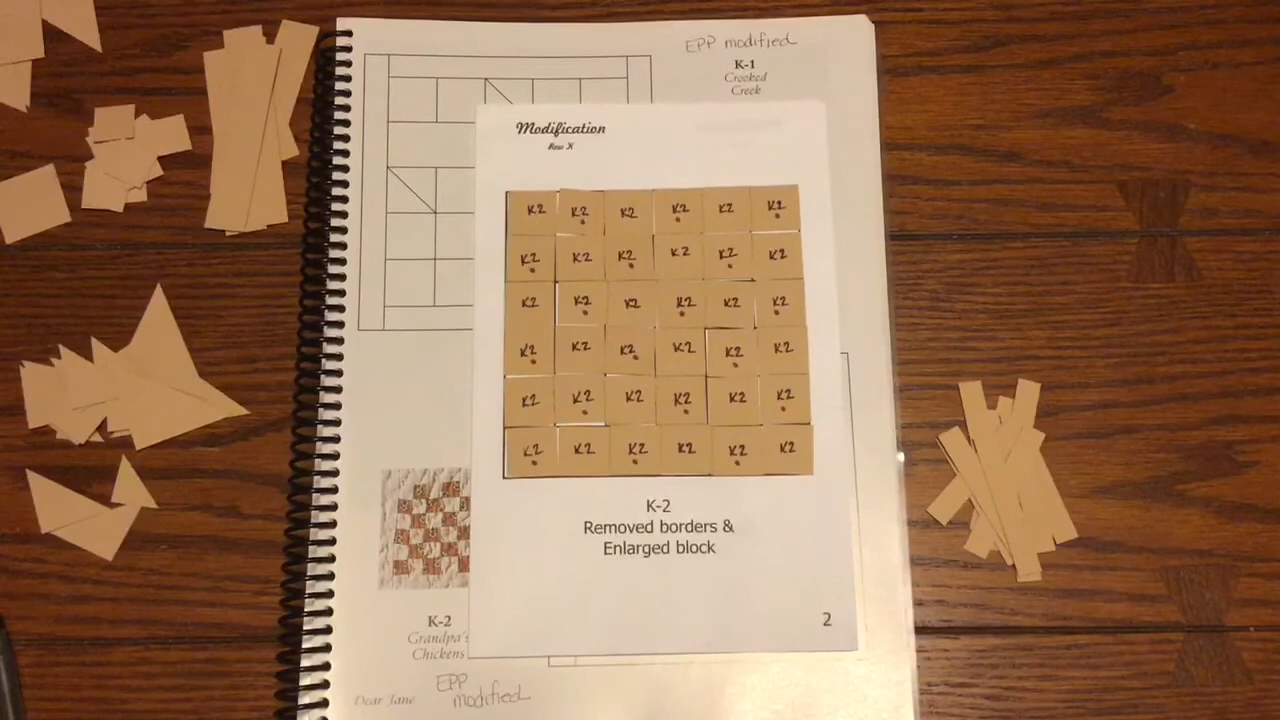 EPP modified
K-1
Crooked
Creek
Modification
Row K
K2 K2 K2 K2 K2 K2
K2 K2 K2 K2 K2 K2
K2 K2 K2 K2 K2 K2
K2 K2 K2 K2 K2 K2
K2 K2 K2 K2 K2 K2
K2 K2 K2 K2 K2 K2
K-2
Removed borders &
Enlarged block
2
K-2
Grandpa's
Chickens
EPP
modified
Dear Jane